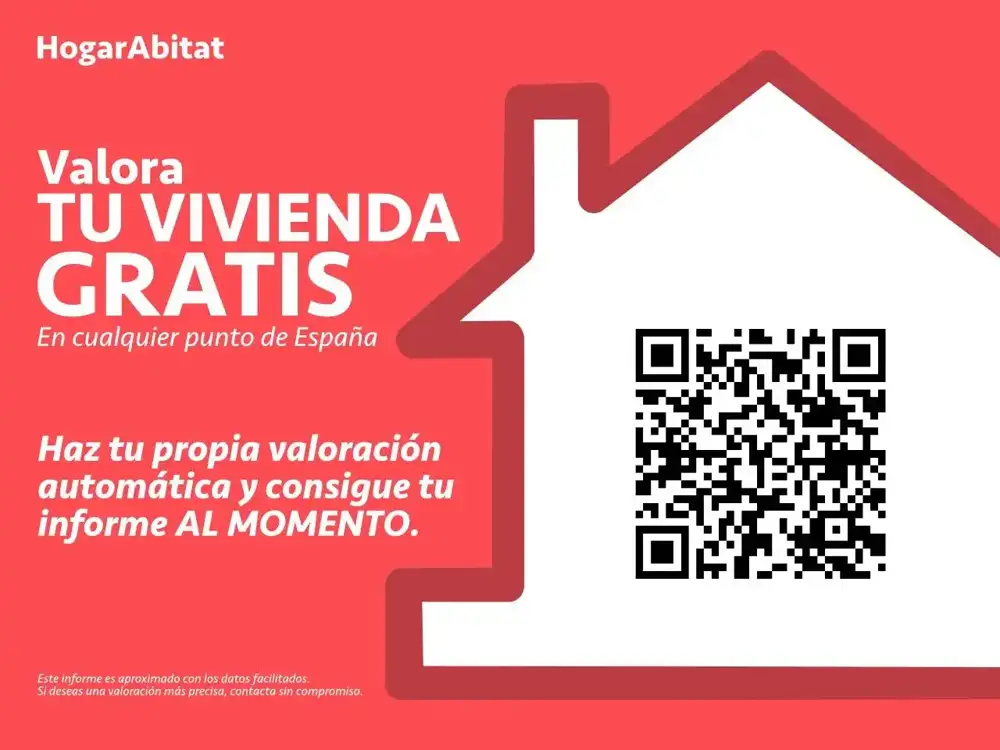 HogarAbitat
Valora
TU VIVIENDA
GRATIS
En cualquier punto de España
Haz tu propia valoración
automática y consigue tu
informe AL MOMENTO.
Este informe es aproximado con los datos facilitados.
Si deseas una valoración más precisa, contacta sin compromiso.